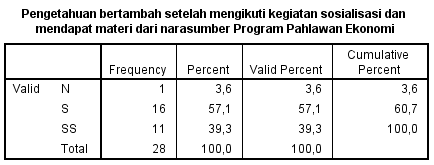 Pengetahuan bertambah setelah mengikuti kegiatan sosialisasi dan
mendapat materi dari narasumber Program Pahlawan Ekonomi
Frequency Percent Valid Percent Cumulative Percent
Valid N 1 3,6 3,6 3,6
S 16 57,1 57,1 60,7
SS 11 39,3 39,3 100,0
Total 28 100,0 100,0